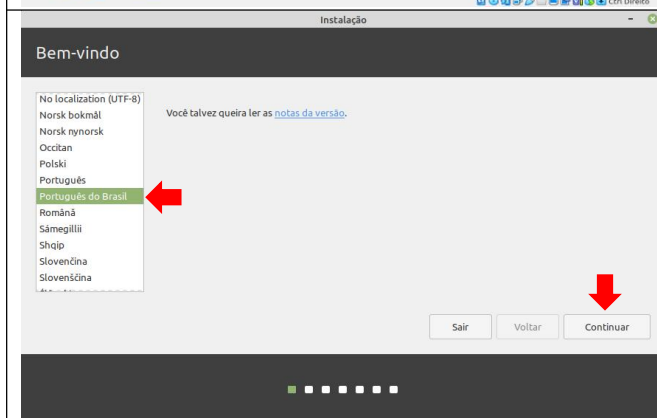 Ctrl Direito
Instalação
Bem-vindo
No localization (UTF-8)
Norsk bokmål
Norsk nynorsk
Occitan
Polski
Português
Português do Brasil
Română
Sámegillii
Shqip
Slovenčina
Slovenščina
Você talvez queira ler as notas da versão.
Sair
Voltar
Continuar